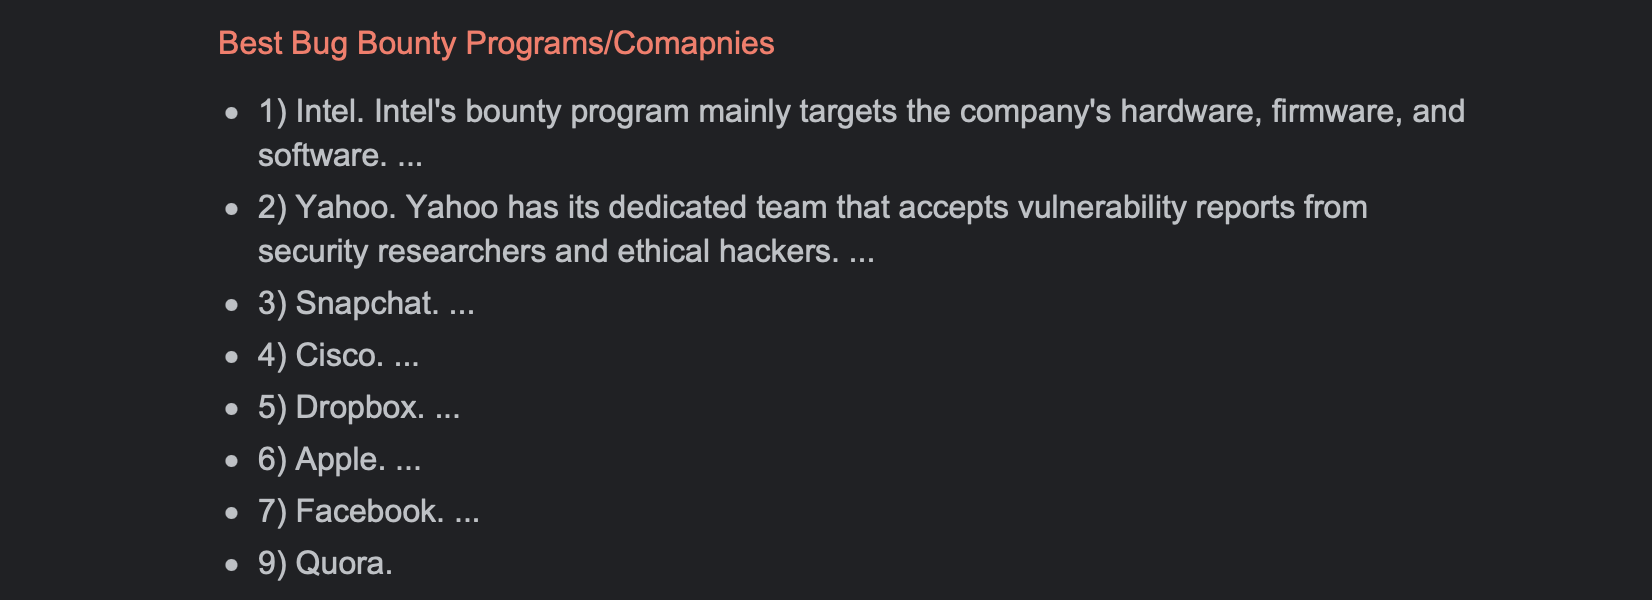 Best Bug Bounty Programs/Comapnies
• 1) Intel. Intel's bounty program mainly targets the company's hardware, firmware, and
software. ...
• 2) Yahoo. Yahoo has its dedicated team that accepts vulnerability reports from
security researchers and ethical hackers. ...
• 3) Snapchat. ...
• 4) Cisco. ...
• 5) Dropbox. ...
• 6) Apple. ...
• 7) Facebook. ...
• 9) Quora.